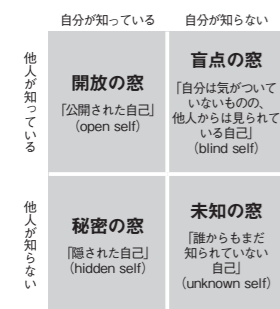 自分が知っている
自分が知らない
他人が知っている
開放の窓
「公開された自己」
(open self)
盲点の窓
「自分は気がついて
いないものの、
他人からは見られて
いる自己」
(blind self)
他人が知らない
秘密の窓
「隠された自己」
(hidden self)
未知の窓
「誰からもまだ
知られていない
自己」
(unknown self)